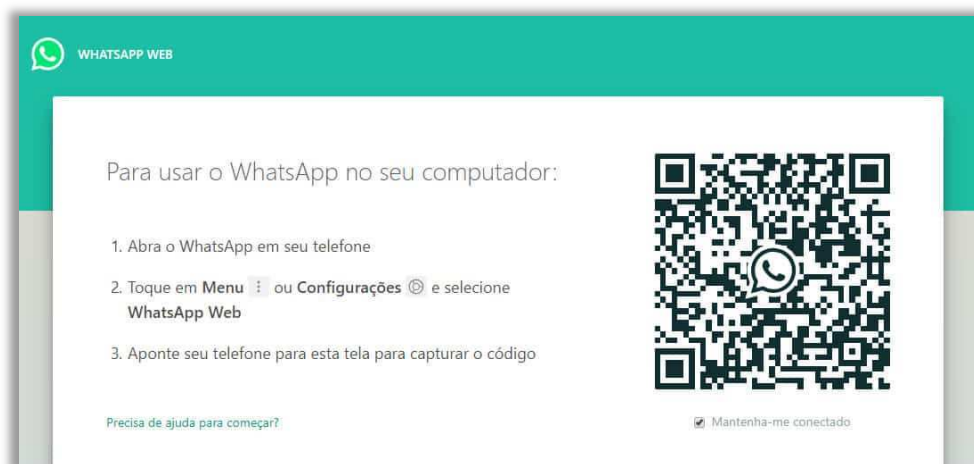 WHATSAPP WEB
Para usar o WhatsApp no seu computador:
1. Abra o WhatsApp em seu telefone
2. Toque em Menu ou Configurações e selecione
WhatsApp Web
3. Aponte seu telefone para esta tela para capturar o código
Precisa de ajuda para começar?
Mantenha-me conectado